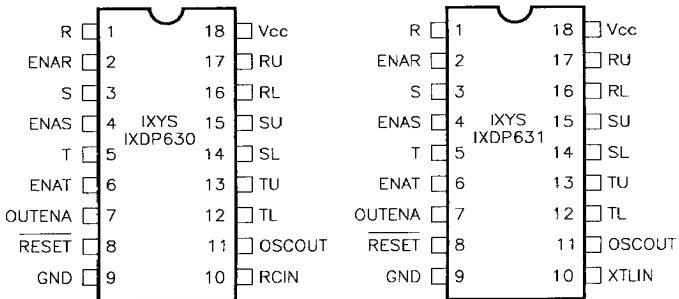 R 1 18 Vcc R 1 18 Vcc
ENAR 2 17 RU ENAR 2 17 RU
S 3 16 RL S 3 16 RL
ENAS 4 IXYS 15 SU ENAS 4 IXYS 15 SU
IXDP630 IXDP631
T 5 14 SL T 5 14 SL
ENAT 6 13 TU ENAT 6 13 TU
OUTENA 7 12 TL OUTENA 7 12 TL
RESET 8 11 OSCOUT RESET 8 11 OSCOUT
GND 9 10 RCIN GND 9 10 XTLIN